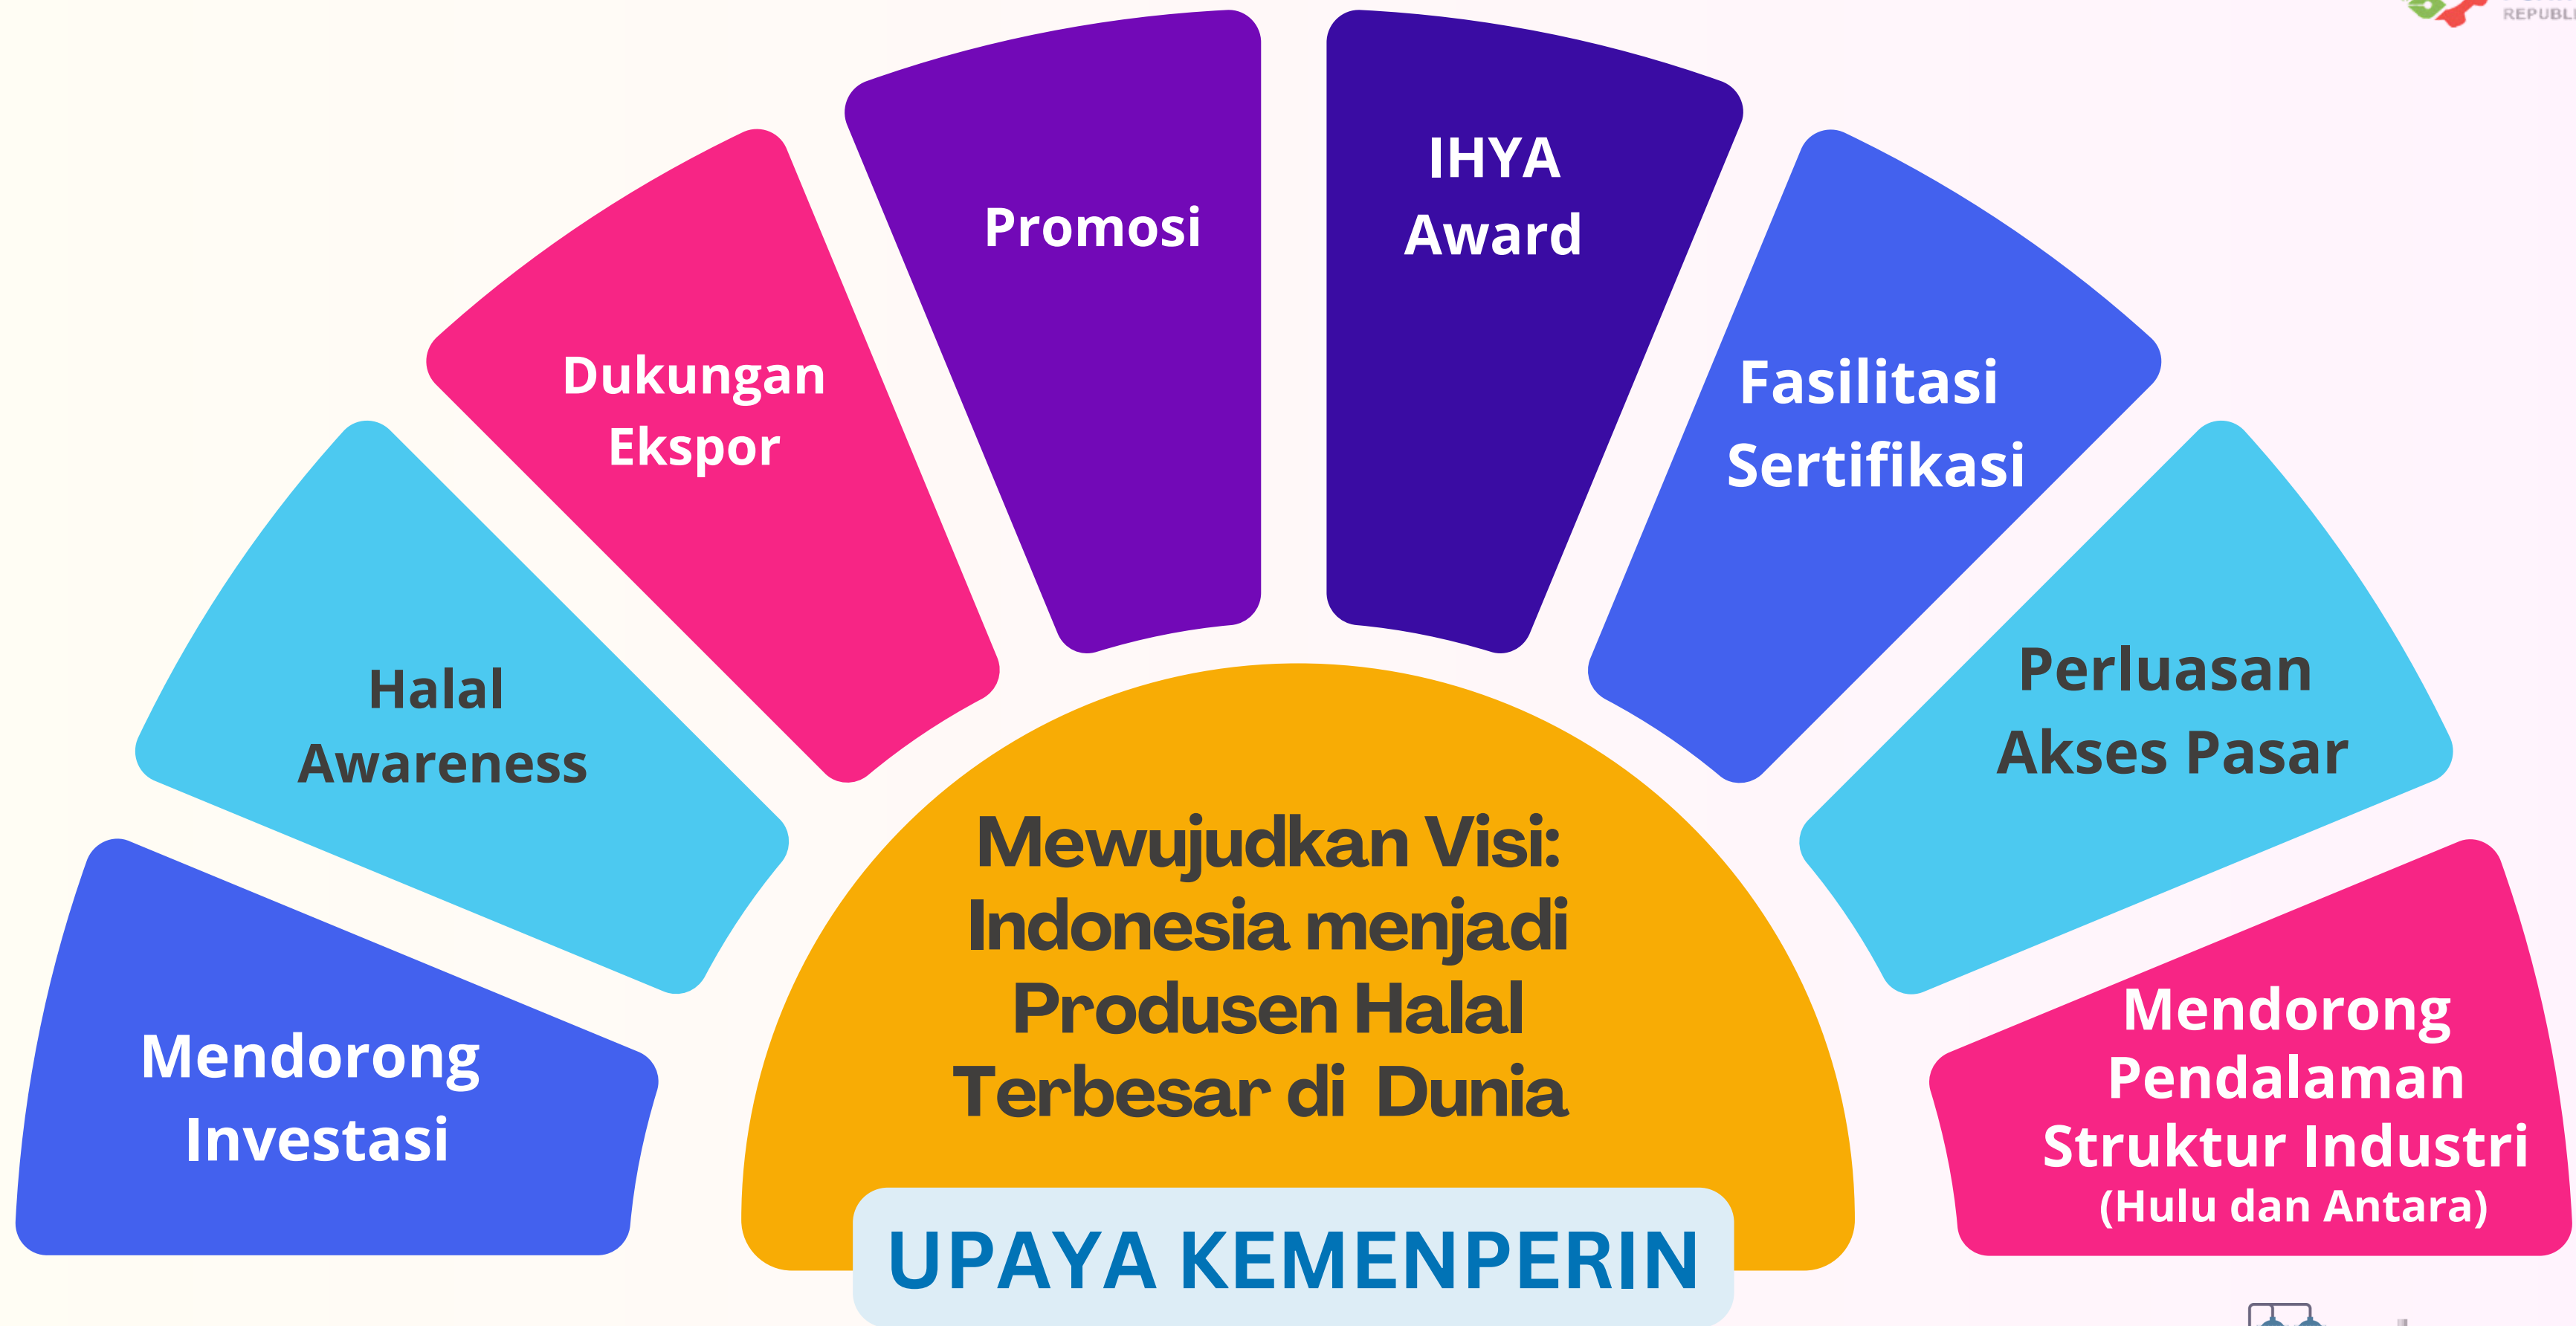 Mendorong
Investasi
Halal
Awareness
Dukungan
Ekspor
Promosi
IHYA
Award
Fasilitasi
Sertifikasi
Perluasan
Akses Pasar
Mendorong
Pendalaman
Struktur Industri
(Hulu dan Antara)
Mewujudkan Visi:
Indonesia menjadi
Produsen Halal
Terbesar di Dunia
UPAYA KEMENPERIN